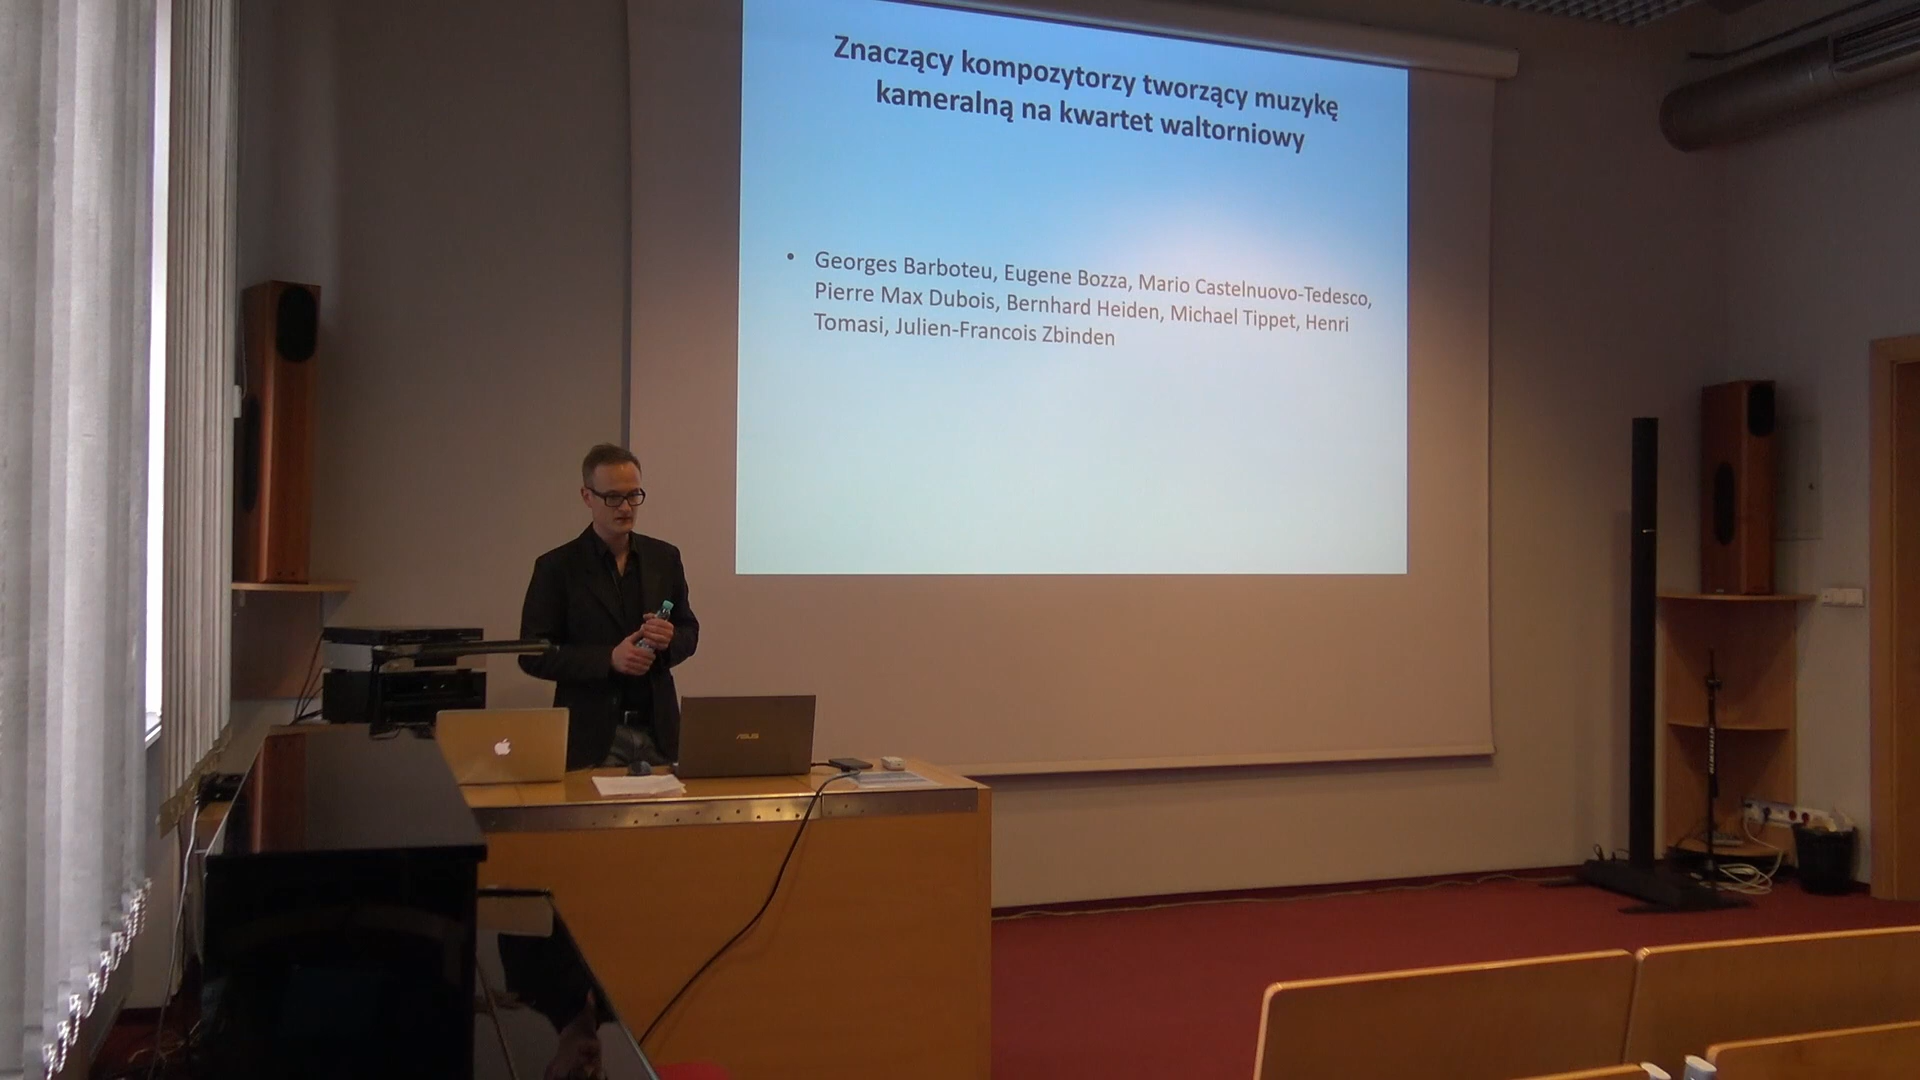 Znaczący kompozytorzy tworzący muzykę
kameralną na kwartet waltorniowy
• Georges Barboteu, Eugene Bozza, Mario Castelnuovo-Tedesco,
Pierre Max Dubois, Bernhard Heiden, Michael Tippet, Henri
Tomasi, Julien-Francois Zbinden
ASUS